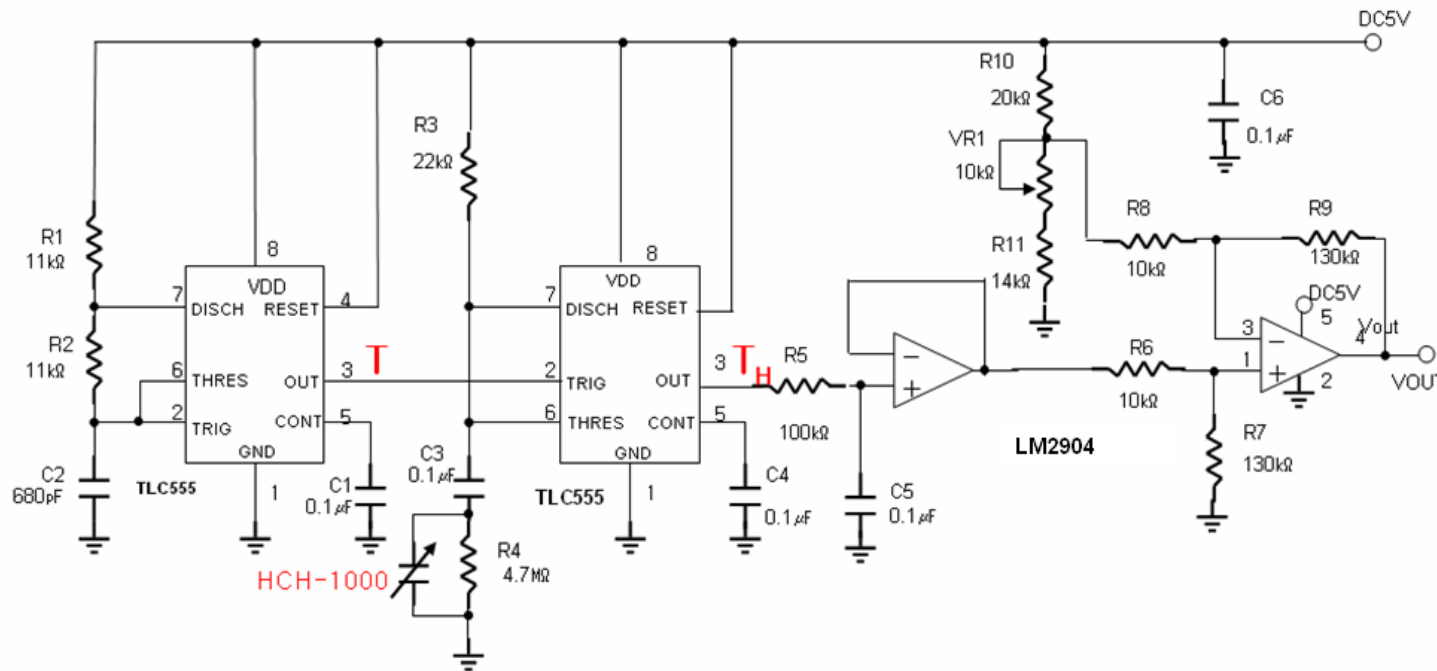 DC5V
R10
20kΩ
C6
0.1㎌
R3
22kΩ
VR1
10kΩ
R1
11kΩ
8
VDD
7
DISCH
RESET
4
8
VDD
7
DISCH
RESET
R11
14kΩ
R8
10kΩ
R9
130kΩ
DC5V
5
R2
11kΩ
6
THRES
OUT
3
T
2
TRIG
OUT
3
TH
R5
100kΩ
−
+
R6
10kΩ
3
−
1
+
2
4
Vout
VOUT
2
TRIG
CONT
5
GND
6
THRES
CONT
5
GND
C2
680pF
TLC555
1
C1
0.1㎌
C3
0.1㎌
TLC555
1
C4
0.1㎌
C5
0.1㎌
LM2904
R7
130kΩ
HCH-1000
R4
4.7MΩ